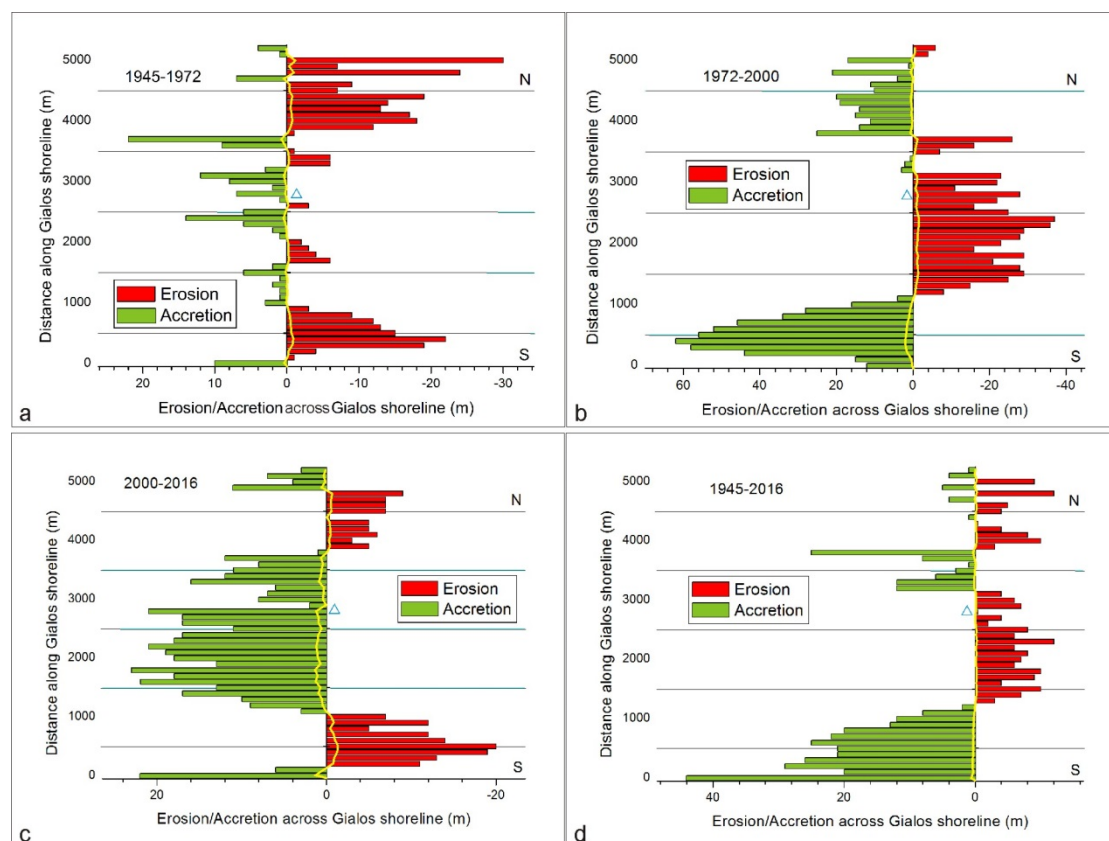 1945-1972
N
5000
4000
3000
2000
1000
0
Distance along Gialos shoreline (m)
Erosion
Accretion
S
20
10
0
-10
-20
-30
Erosion/Accretion across Gialos shoreline (m)
a
1972-2000
N
5000
4000
3000
2000
1000
0
Distance along Gialos shoreline (m)
Erosion
Accretion
S
60
40
20
0
-20
-40
Erosion/Accretion across Gialos shoreline (m)
b
2000-2016
N
5000
4000
3000
2000
1000
0
Distance along Gialos shoreline (m)
Erosion
Accretion
S
20
0
-20
Erosion/Accretion across Gialos shoreline (m)
c
1945-2016
N
5000
4000
3000
2000
1000
0
Distance along Gialos shoreline (m)
Erosion
Accretion
S
40
20
0
Erosion/Accretion across Gialos shoreline (m)
d